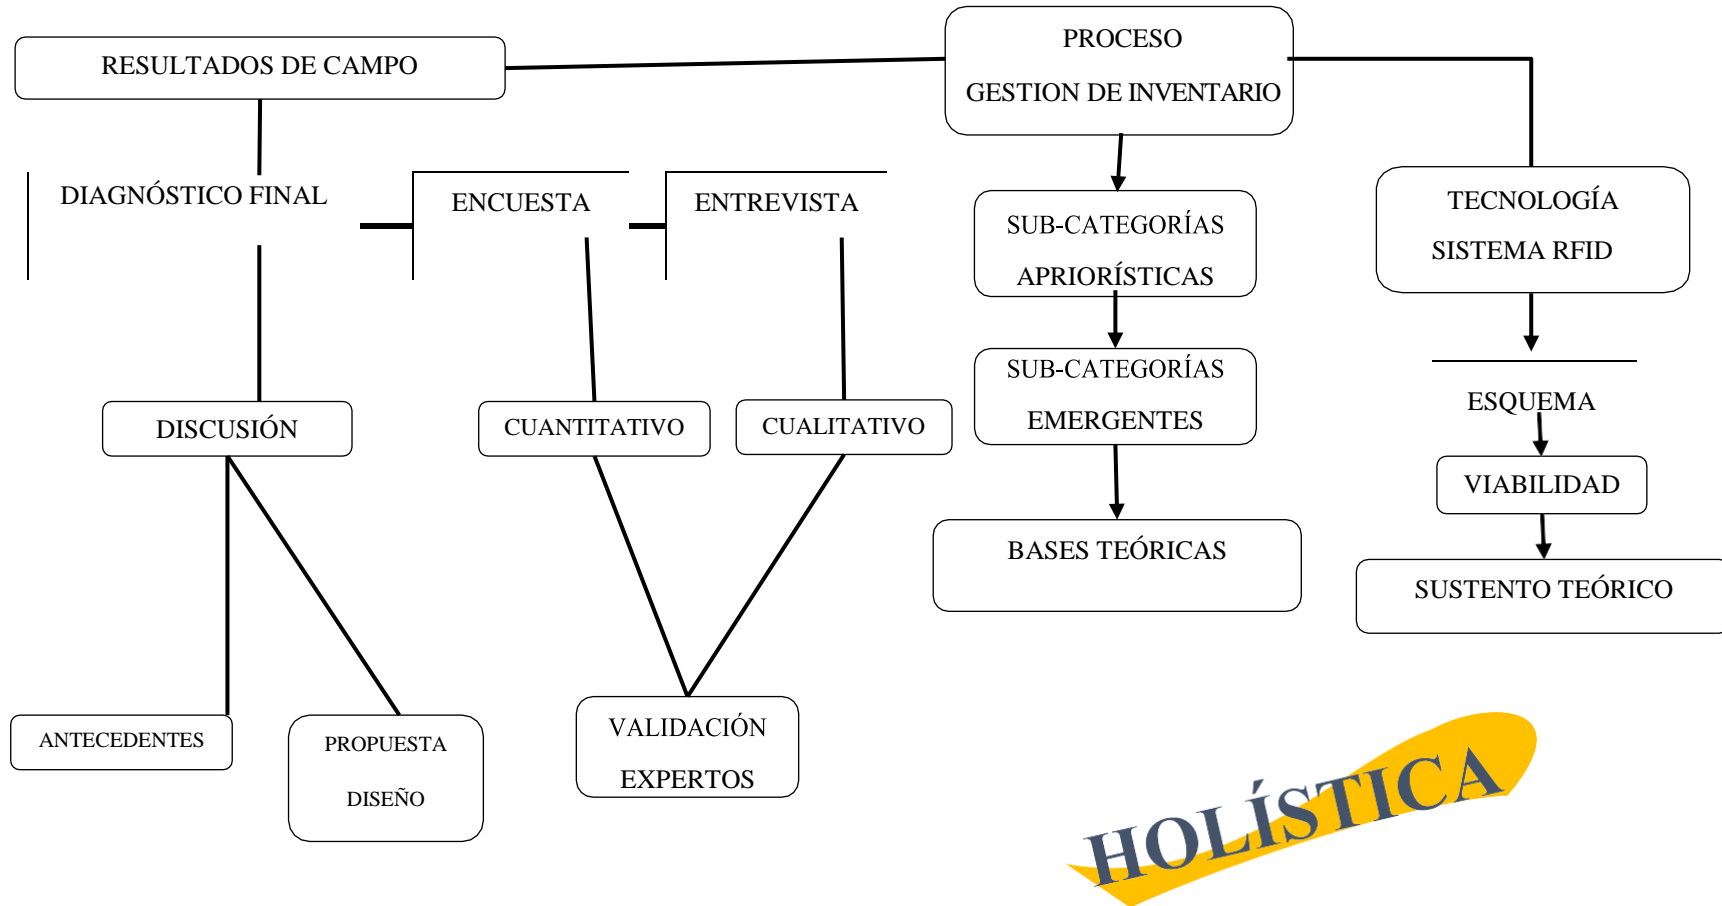 RESULTADOS DE CAMPO
PROCESO
GESTION DE INVENTARIO
DIAGNÓSTICO FINAL
ENCUESTA
ENTREVISTA
SUB-CATEGORÍAS
APRIORÍSTICAS
TECNOLOGÍA
SISTEMA RFID
SUB-CATEGORÍAS
EMERGENTES
ESQUEMA
DISCUSIÓN
CUANTITATIVO
CUALITATIVO
VIABILIDAD
BASES TEÓRICAS
SUSTENTO TEÓRICO
ANTECEDENTES
PROPUESTA
DISEÑO
VALIDACIÓN
EXPERTOS
HOLÍSTICA